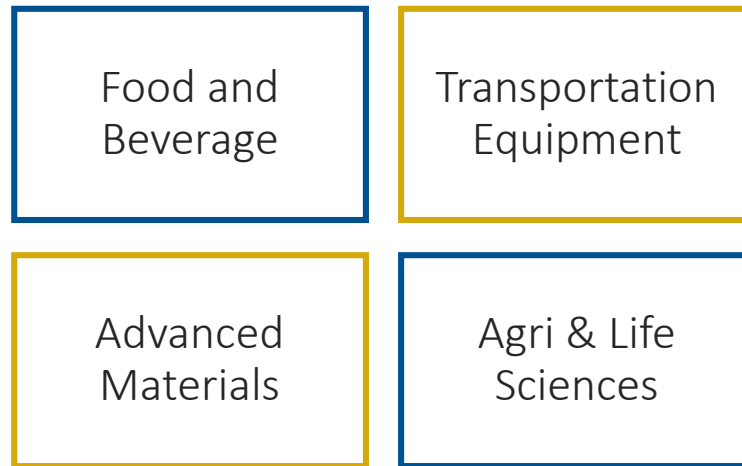 Food and
Beverage
Transportation
Equipment
Advanced
Materials
Agri & Life
Sciences